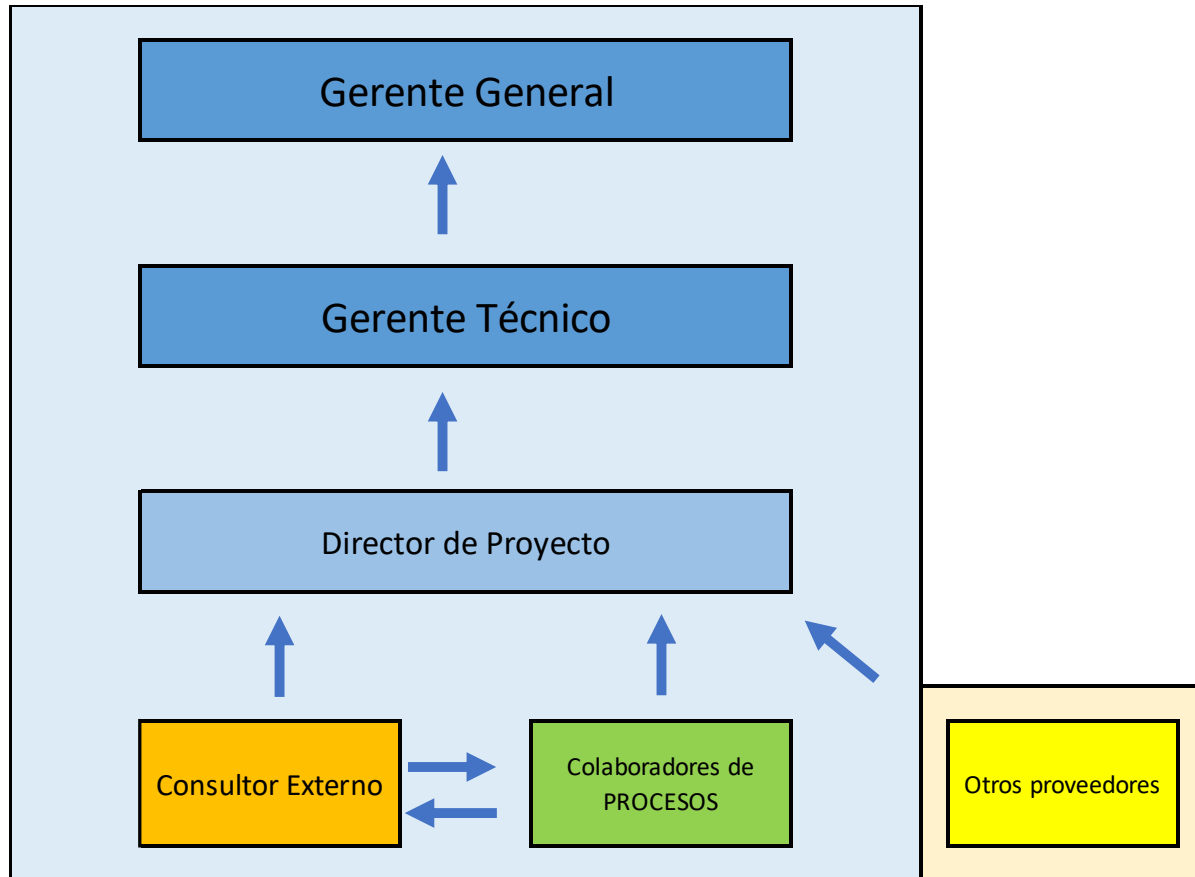 Gerente General
Gerente Técnico
Director de Proyecto
Consultor Externo
Colaboradores de
PROCESOS
Otros proveedores